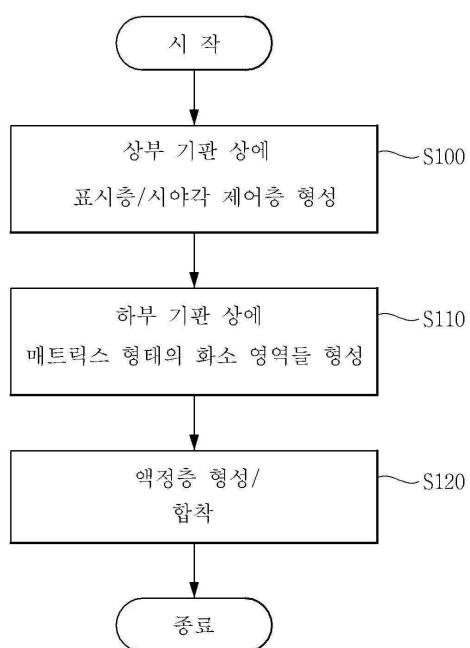 시 작
상부 기판 상에
표시층/시야각 제어층 형성
S100
하부 기판 상에
매트릭스 형태의 화소 영역들 형성
S110
액정층 형성/
합착
S120
종료